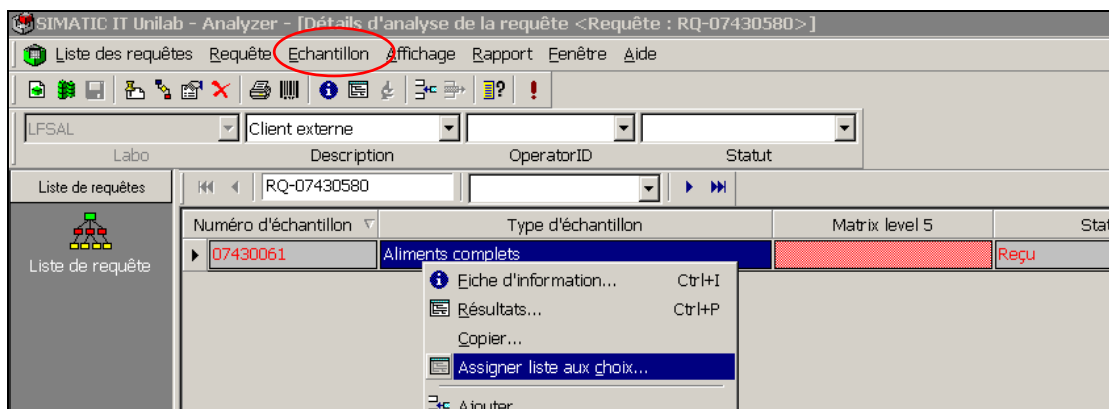 SIMATIC IT Unilab - Analyzer - [Détails d'analyse de la requête <Requête : RQ-07430580>]
Liste des requêtes Requête Echantillon Affichage Rapport Fenêtre Aide
LFSAL Client externe
Labo Description OperatorID Statut
Liste de requêtes RQ-07430580
Numéro d'échantillon Type d'échantillon Matrix level 5 Stat
07430061 Aliments complets Reçu
Liste de requête
Fiche d'information... Ctrl+I
Résultats... Ctrl+P
Copier...
Assigner liste aux choix...
Ajouter